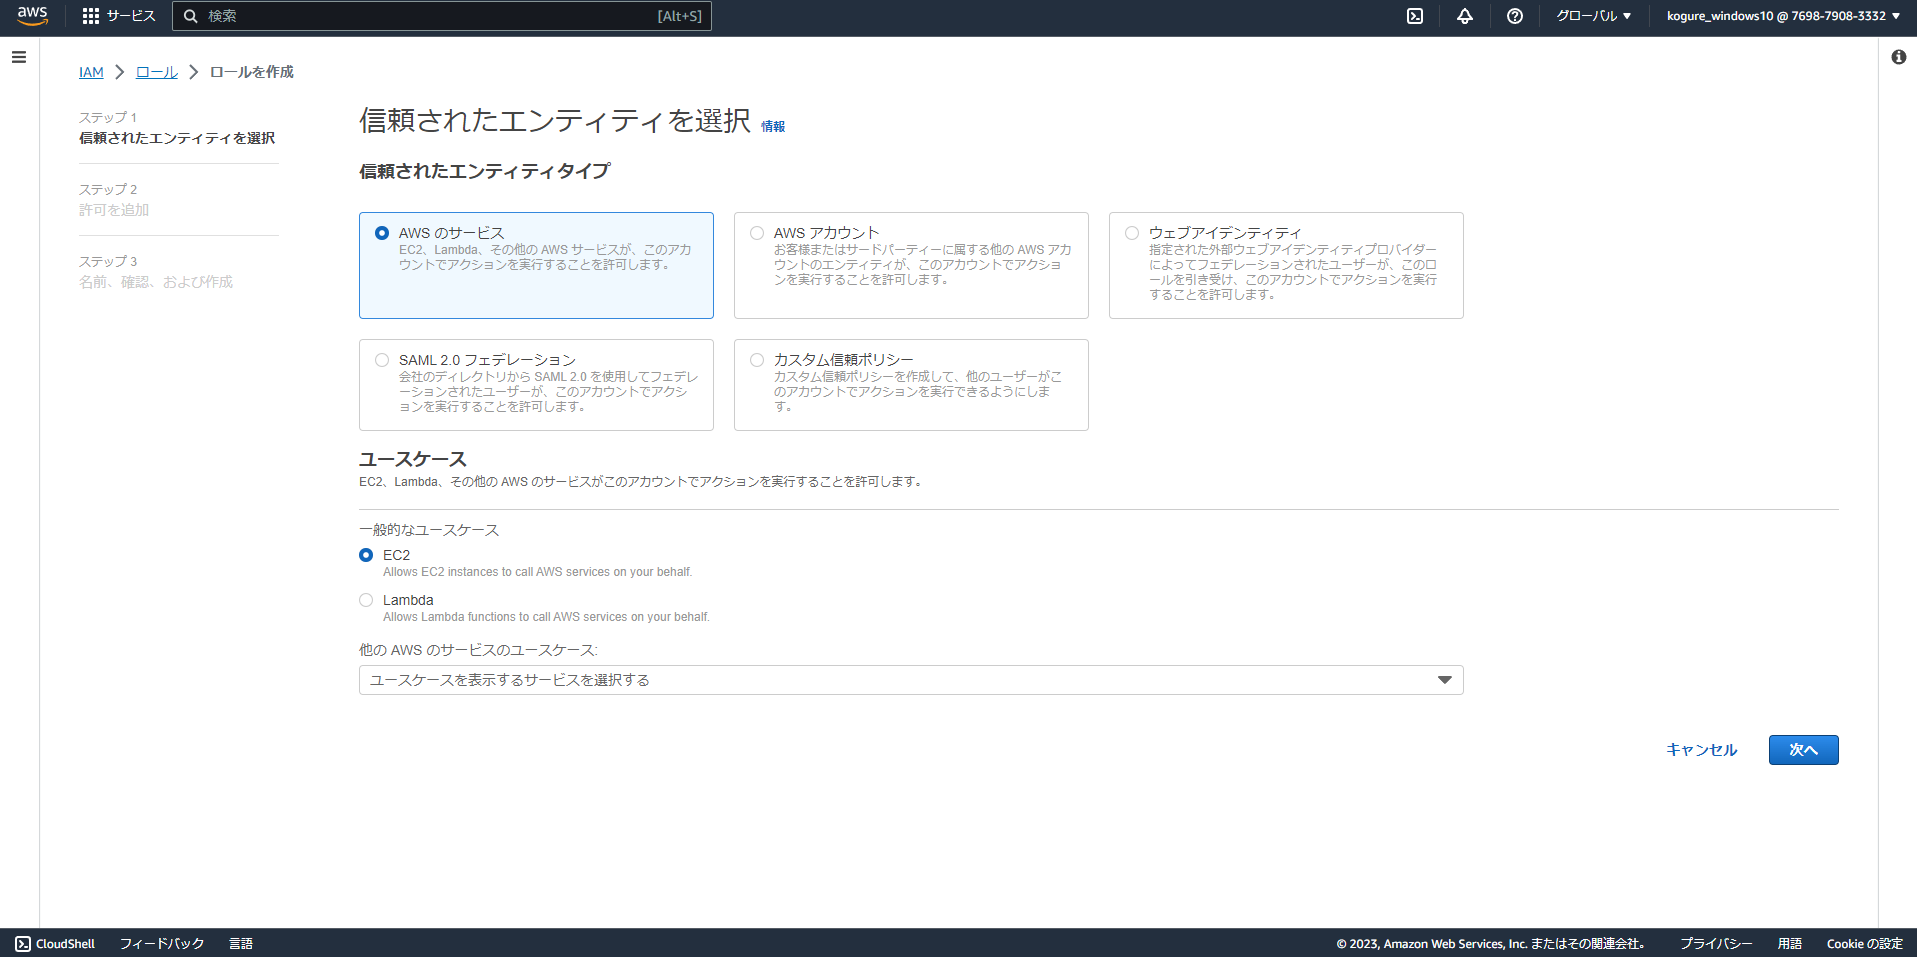 aws サービス 検索 [Alt+S] グローバル ▼ kogure_windows10 @ 7698-7908-3332 ▼
IAM > ロール > ロールを作成
ステップ 1
信頼されたエンティティを選択
ステップ 2
許可を追加
ステップ 3
名前、確認、および作成
信頼されたエンティティを選択 情報
信頼されたエンティティタイプ
AWS のサービス
EC2、Lambda、その他の AWS サービスが、このアカ
ウントでアクションを実行することを許可します。
AWS アカウント
お客様またはサードパーティーに属する他の AWS アカ
ウントのエンティティが、このアカウントでアクショ
ンを実行することを許可します。
ウェブアイデンティティ
指定された外部ウェブアイデンティティプロバイダー
によってフェデレーションされたユーザーが、このロ
ールを引き受け、このアカウントでアクションを実行
することを許可します。
SAML 2.0 フェデレーション
会社のディレクトリから SAML 2.0 を使用してフェデレ
ーションされたユーザーが、このアカウントでアクシ
ョンを実行することを許可します。
カスタム信頼ポリシー
カスタム信頼ポリシーを作成して、他のユーザーがこ
のアカウントでアクションを実行できるようにしま
す。
ユースケース
EC2、Lambda、その他の AWS のサービスがこのアカウントでアクションを実行することを許可します。
一般的なユースケース
EC2
Allows EC2 instances to call AWS services on your behalf.
Lambda
Allows Lambda functions to call AWS services on your behalf.
他の AWS のサービスのユースケース:
ユースケースを表示するサービスを選択する
キャンセル 次へ
CloudShell フィードバック 言語 © 2023, Amazon Web Services, Inc. またはその関連会社。 プライバシー 用語 Cookie の設定